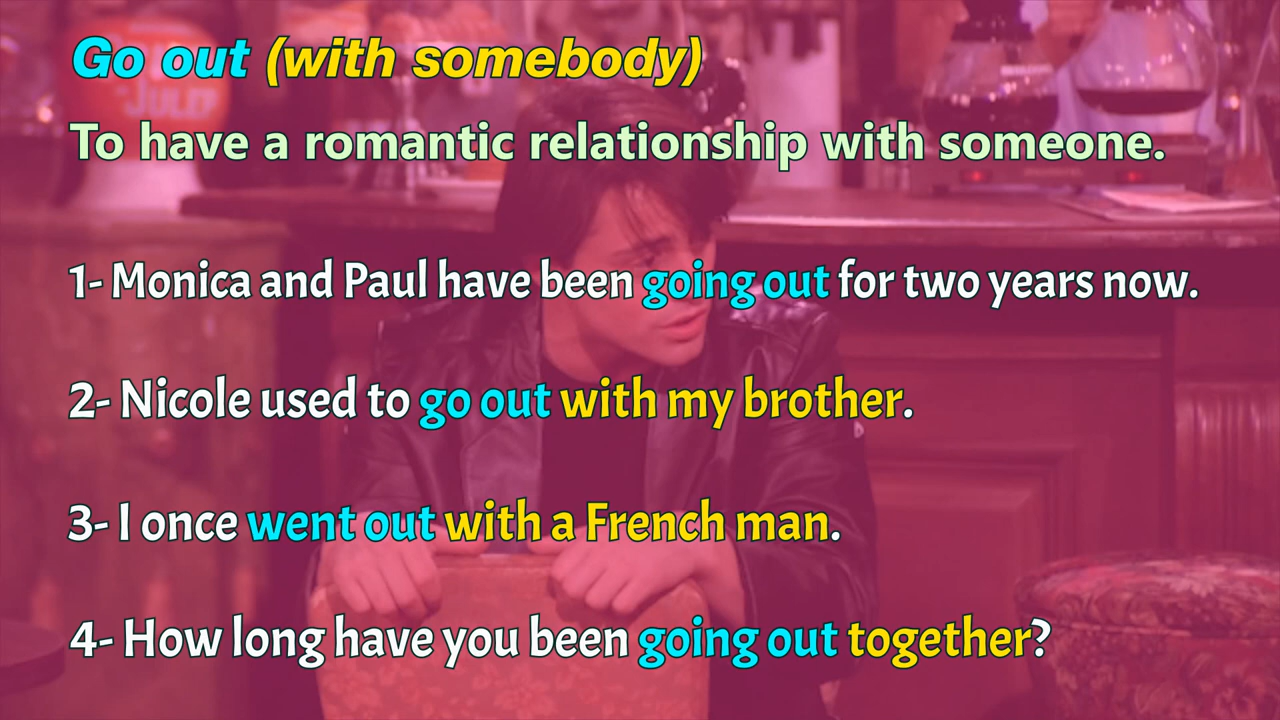 Go out (with somebody)
To have a romantic relationship with someone.
1- Monica and Paul have been going out for two years now.
2- Nicole used to go out with my brother.
3- I once went out with a French man.
4- How long have you been going out together?